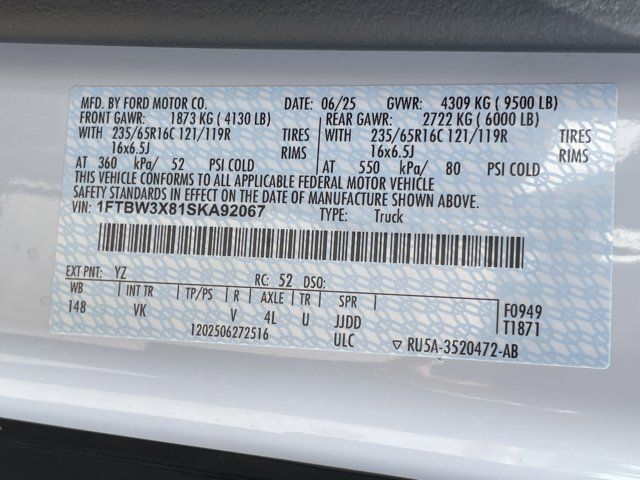 MFD. BY FORD MOTOR CO. DATE: 06/25 GVWR: 4309 KG ( 9500 LB)
FRONT GAWR: 1873 KG ( 4130 LB) REAR GAWR: 2722 KG ( 6000 LB)
WITH 235/65R16C 121/119R TIRES WITH 235/65R16C 121/119R TIRES
16x6.5J RIMS 16x6.5J RIMS
AT 360 kPa/ 52 PSI COLD AT 550 kPa/ 80 PSI COLD
THIS VEHICLE CONFORMS TO ALL APPLICABLE FEDERAL MOTOR VEHICLE
SAFETY STANDARDS IN EFFECT ON THE DATE OF MANUFACTURE SHOWN ABOVE.
VIN: 1FTBW3X81SKA92067 TYPE: Truck
EXT PNT: YZ RC: 52 DSO:
WB INT TR TP/PS R AXLE TR SPR F0949
148 VK V 4L U JJDD T1871
1202506272516 ULC ▽ RU5A-3520472-AB